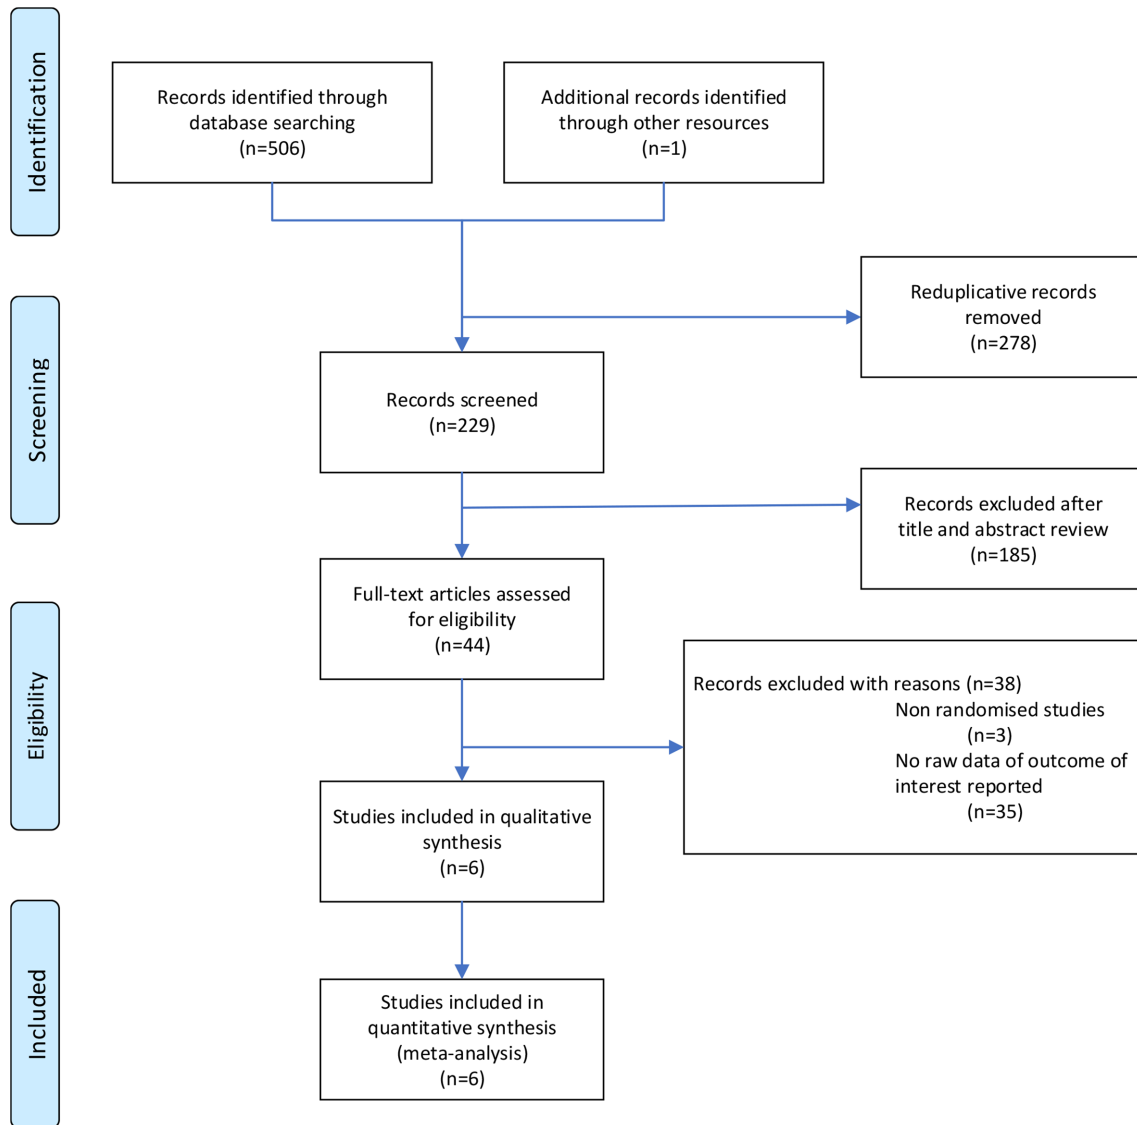 Identification
Records identified through
database searching
(n=506)
Additional records identified
through other resources
(n=1)
Reduplicative records
removed
(n=278)
Screening
Records screened
(n=229)
Records excluded after
title and abstract review
(n=185)
Eligibility
Full-text articles assessed
for eligibility
(n=44)
Records excluded with reasons (n=38)
Non randomised studies
(n=3)
No raw data of outcome of
interest reported
(n=35)
Studies included in qualitative
synthesis
(n=6)
Included
Studies included in
quantitative synthesis
(meta-analysis)
(n=6)